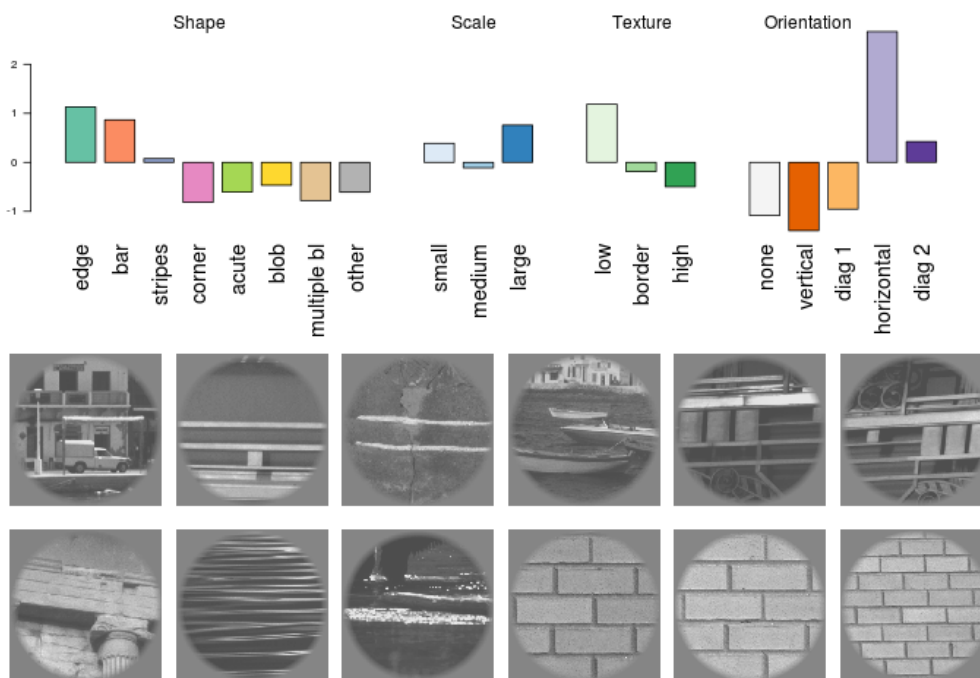 Shape Scale Texture Orientation
2
1
0
-1
edge bar stripes corner acute blob multiple bl other small medium large low border high none vertical diag 1 horizontal diag 2